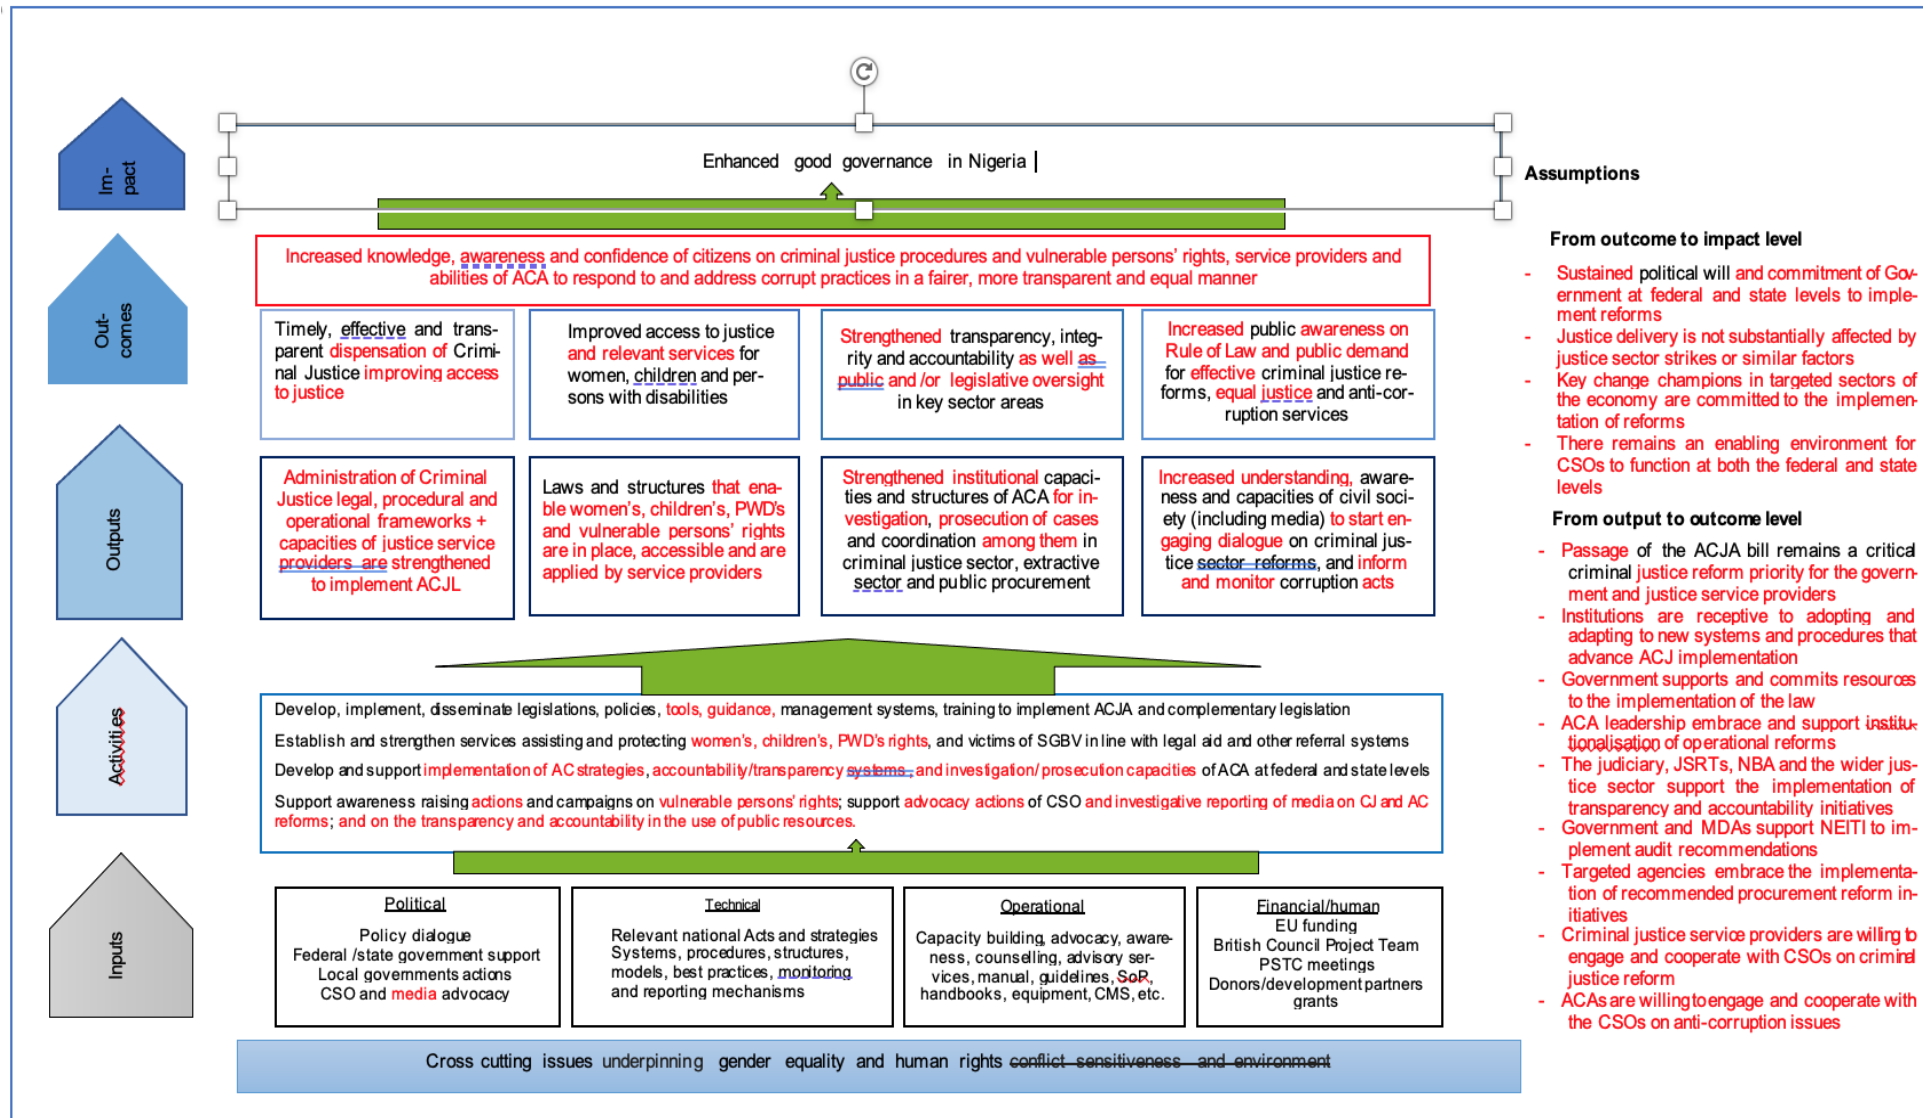 Im-
pact
Enhanced good governance in Nigeria
Out-
comes
Increased knowledge, awareness and confidence of citizens on criminal justice procedures and vulnerable persons' rights, service providers and
abilities of ACA to respond to and address corrupt practices in a fairer, more transparent and equal manner
Timely, effective and trans-
parent dispensation of Crimi-
nal Justice improving access
to justice
Improved access to justice
and relevant services for
women, children and per-
sons with disabilities
Strengthened transparency, integ-
rity and accountability as well as
public and /or legislative oversight
in key sector areas
Increased public awareness on
Rule of Law and public demand
for effective criminal justice re-
forms, equal justice and anti-cor-
ruption services
Outputs
Administration of Criminal
Justice legal, procedural and
operational frameworks +
capacities of justice service
providers are strengthened
to implement ACJL
Laws and structures that ena-
ble women's, children's, PWD's
and vulnerable persons' rights
are in place, accessible and are
applied by service providers
Strengthened institutional capaci-
ties and structures of ACA for in-
vestigation, prosecution of cases
and coordination among them in
criminal justice sector, extractive
sector and public procurement
Increased understanding, aware-
ness and capacities of civil soci-
ety (including media) to start en-
gaging dialogue on criminal jus-
tice sector reforms, and inform
and monitor corruption acts
Activities
Develop, implement, disseminate legislations, policies, tools, guidance, management systems, training to implement ACJA and complementary legislation
Establish and strengthen services assisting and protecting women's, children's, PWD's rights, and victims of SGBV in line with legal aid and other referral systems
Develop and support implementation of AC strategies, accountability/transparency systems , and investigation/ prosecution capacities of ACA at federal and state levels
Support awareness raising actions and campaigns on vulnerable persons' rights; support advocacy actions of CSO and investigative reporting of media on CJ and AC
reforms; and on the transparency and accountability in the use of public resources.
Inputs
Political
Policy dialogue
Federal /state government support
Local governments actions
CSO and media advocacy
Technical
Relevant national Acts and strategies
Systems, procedures, structures,
models, best practices, monitoring
and reporting mechanisms
Operational
Capacity building, advocacy, aware-
ness, counselling, advisory ser-
vices, manual, guidelines, SoR,
handbooks, equipment, CMS, etc.
Financial/human
EU funding
British Council Project Team
PSTC meetings
Donors/development partners
grants
Cross cutting issues underpinning gender equality and human rights conflict sensitiveness and environment
Assumptions
From outcome to impact level
- Sustained political will and commitment of Gov-
ernment at federal and state levels to imple-
ment reforms
- Justice delivery is not substantially affected by
justice sector strikes or similar factors
- Key change champions in targeted sectors of
the economy are committed to the implemen-
tation of reforms
- There remains an enabling environment for
CSOs to function at both the federal and state
levels
From output to outcome level
- Passage of the ACJA bill remains a critical
criminal justice reform priority for the govern-
ment and justice service providers
- Institutions are receptive to adopting and
adapting to new systems and procedures that
advance ACJ implementation
- Government supports and commits resources
to the implementation of the law
- ACA leadership embrace and support institu-
tionalisation of operational reforms
- The judiciary, JSRTs, NBA and the wider jus-
tice sector support the implementation of
transparency and accountability initiatives
- Government and MDAs support NEITI to im-
plement audit recommendations
- Targeted agencies embrace the implementa-
tion of recommended procurement reform in-
itiatives
- Criminal justice service providers are willing to
engage and cooperate with CSOs on criminal
justice reform
- ACAs are willing to engage and cooperate with
the CSOs on anti-corruption issues